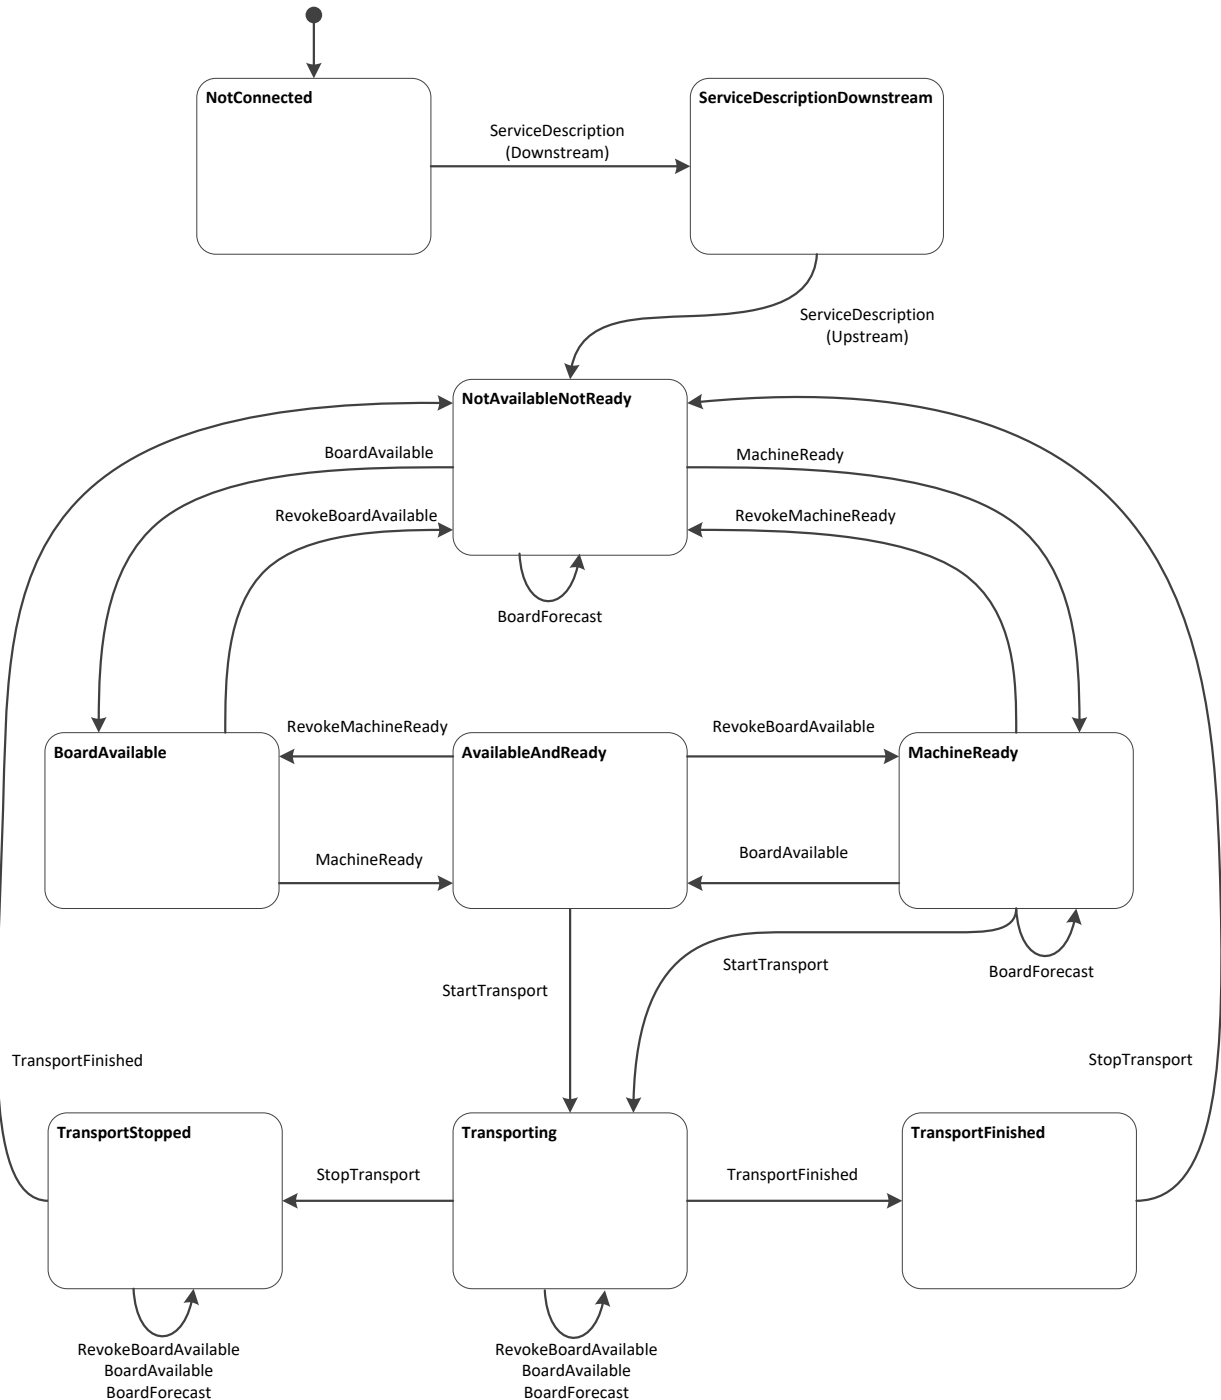 NotConnected
ServiceDescriptionDownstream
ServiceDescription
(Downstream)
ServiceDescription
(Upstream)
NotAvailableNotReady
BoardAvailable
MachineReady
RevokeBoardAvailable
RevokeMachineReady
BoardForecast
RevokeMachineReady
RevokeBoardAvailable
BoardAvailable
AvailableAndReady
MachineReady
MachineReady
BoardAvailable
StartTransport
BoardForecast
StartTransport
TransportFinished
StopTransport
TransportStopped
Transporting
TransportFinished
StopTransport
TransportFinished
RevokeBoardAvailable
BoardAvailable
BoardForecast
RevokeBoardAvailable
BoardAvailable
BoardForecast